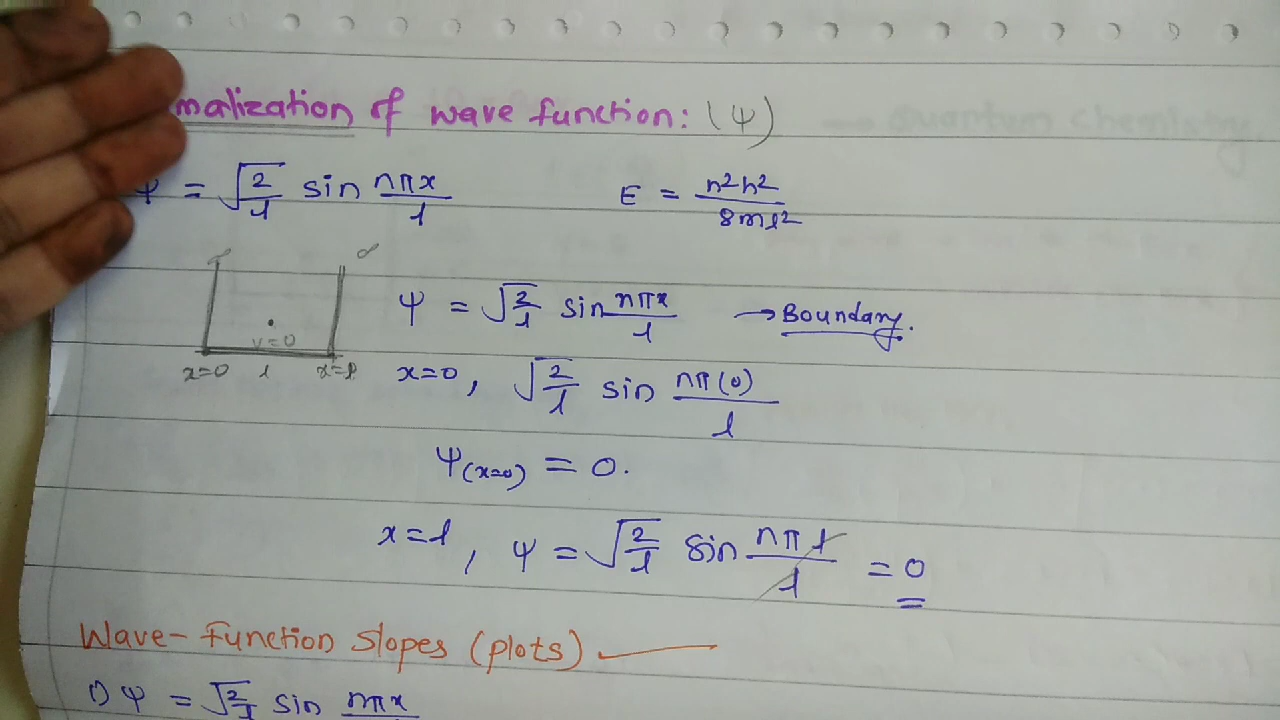 malization of wave function: (ψ)
ψ = √2/l sin nπx/l E = n²h²/8ml²
ψ = √2/l sin nπx/l → Boundary.
v=0
x=0 l x=l x=0, √2/l sin nπ(0)/l
ψ(x=0) = 0.
x=l, ψ = √2/l sin nπl/l = 0
Wave-Function Slopes (plots)
1) ψ = √2/l sin nπx